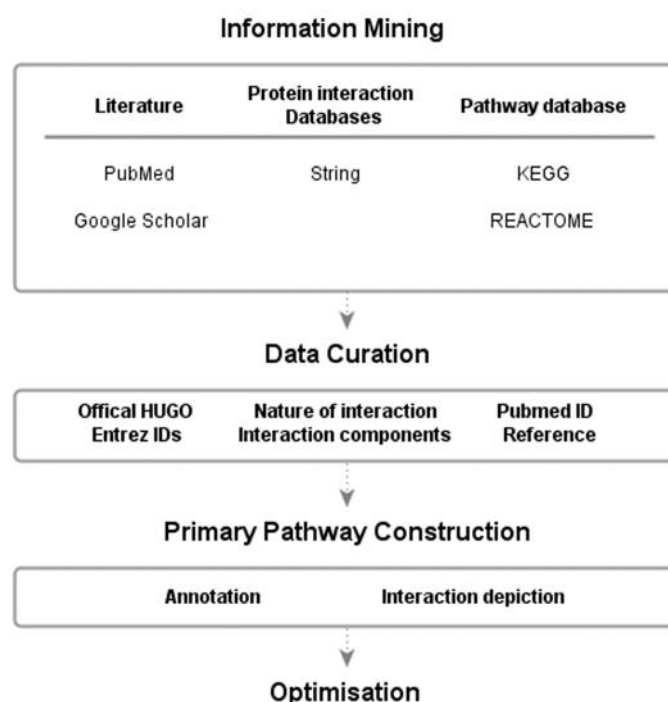 Information Mining
Literature
Protein interaction
Databases
Pathway database
PubMed
String
KEGG
Google Scholar
REACTOME
Data Curation
Offical HUGO
Entrez IDs
Nature of interaction
Interaction components
Pubmed ID
Reference
Primary Pathway Construction
Annotation
Interaction depiction
Optimisation